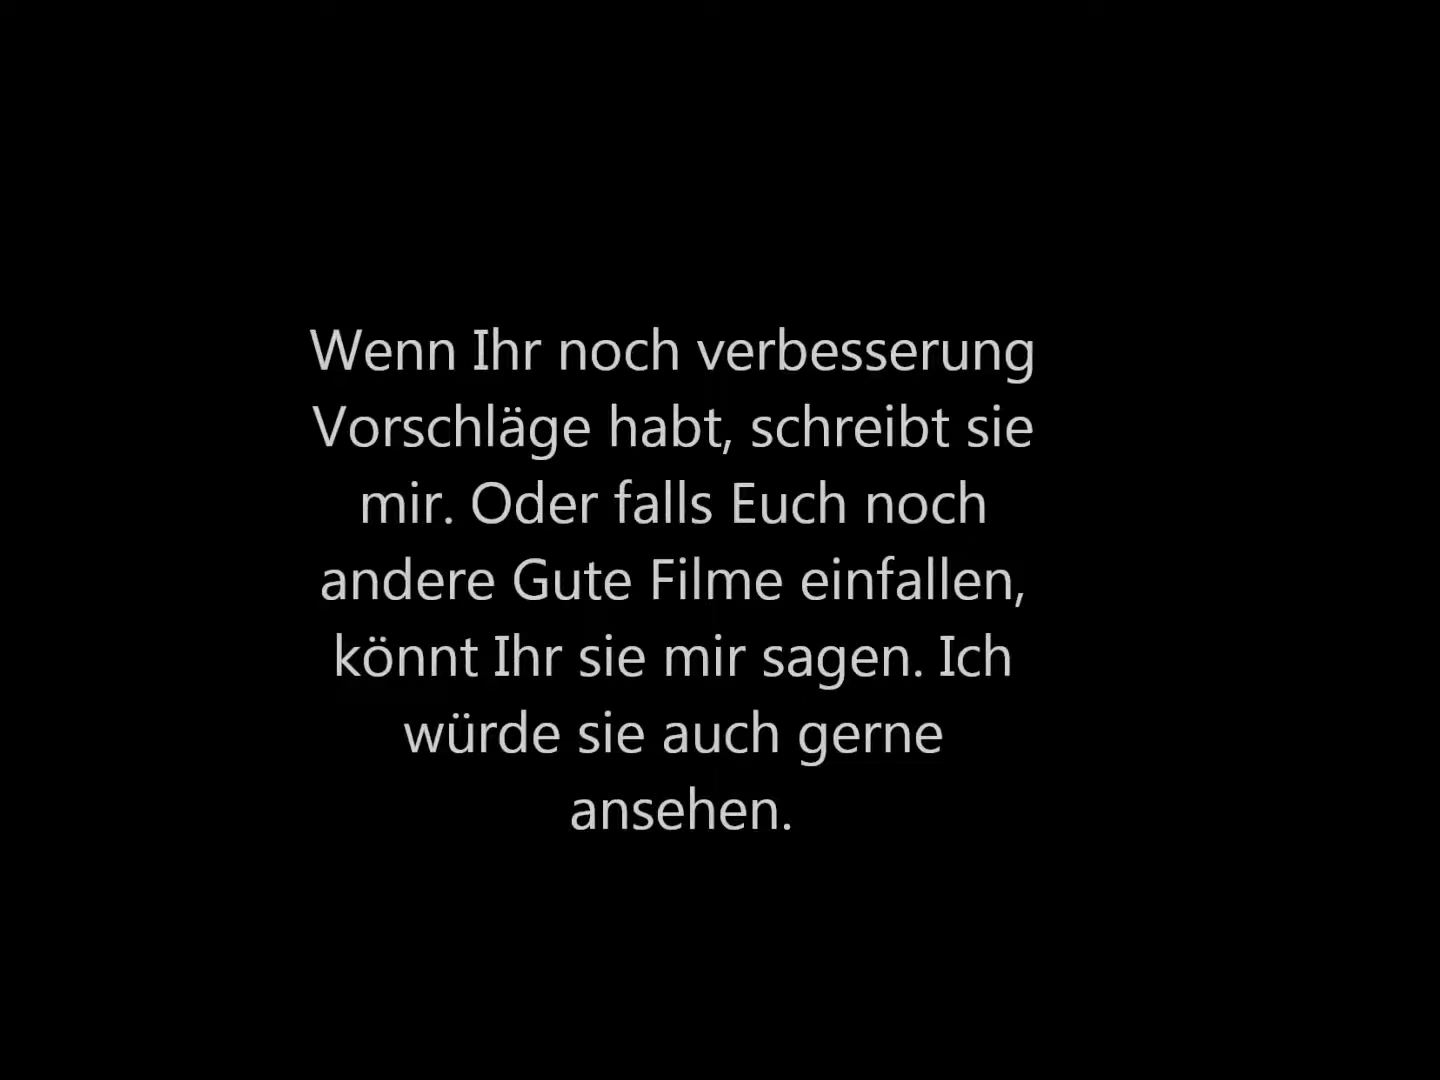 Wenn Ihr noch verbesserung
Vorschläge habt, schreibt sie
mir. Oder falls Euch noch
andere Gute Filme einfallen,
könnt Ihr sie mir sagen. Ich
würde sie auch gerne
ansehen.